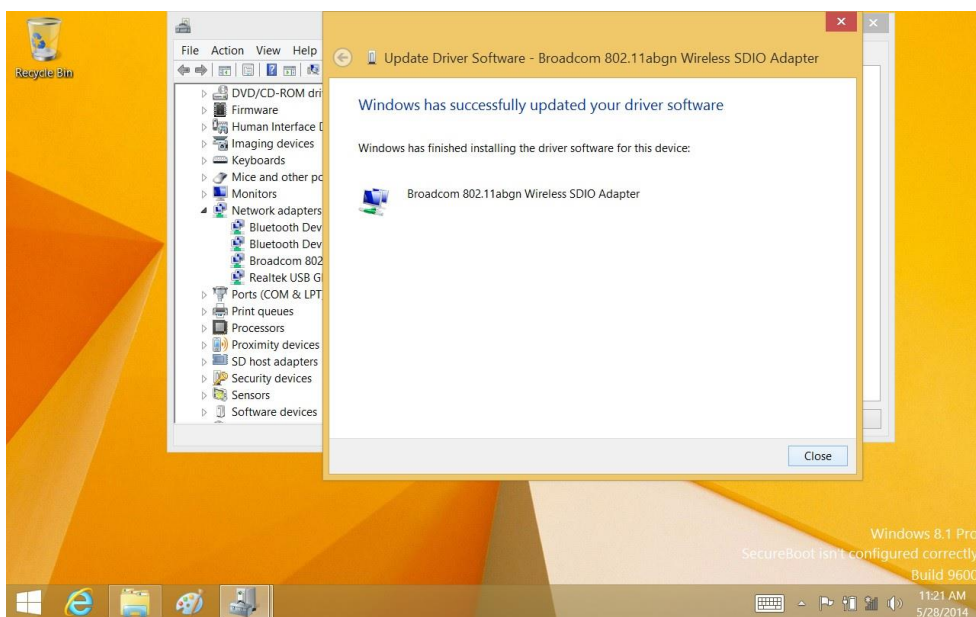 Recycle Bin
File Action View Help
DVD/CD-ROM dri
Firmware
Human Interface D
Imaging devices
Keyboards
Mice and other po
Monitors
Network adapters
Bluetooth Dev
Bluetooth Dev
Broadcom 802
Realtek USB G
Ports (COM & LPT
Print queues
Processors
Proximity devices
SD host adapters
Security devices
Sensors
Software devices
Update Driver Software - Broadcom 802.11abgn Wireless SDIO Adapter
Windows has successfully updated your driver software
Windows has finished installing the driver software for this device:
Broadcom 802.11abgn Wireless SDIO Adapter
Close
Windows 8.1 Pro
SecureBoot isn't configured correctly
Build 9600
11:21 AM
5/28/2014